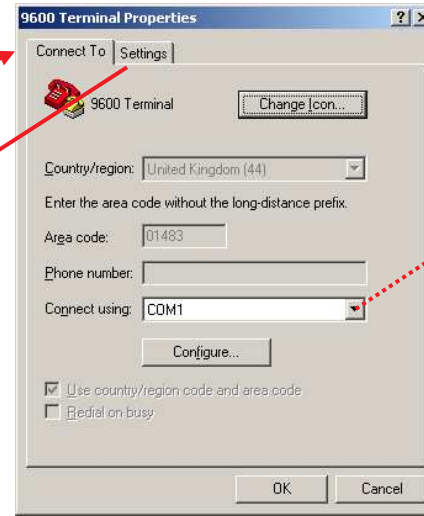 9600 Terminal Properties
Connect To Settings
9600 Terminal Change Icon...
Country/region: United Kingdom (44)
Enter the area code without the long-distance prefix.
Area code: 01483
Phone number:
Connect using: COM1
Configure...
Use country/region code and area code
Redial on busy
OK Cancel